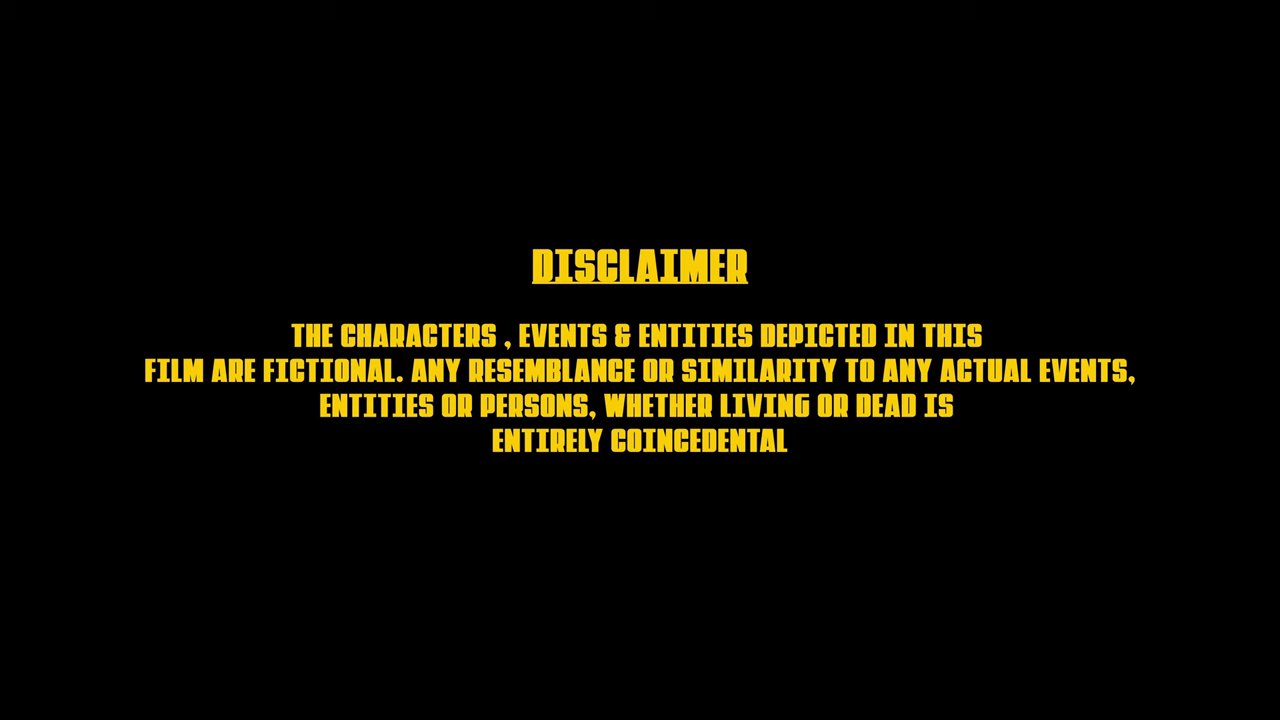 DISCLAIMER
THE CHARACTERS , EVENTS & ENTITIES DEPICTED IN THIS
FILM ARE FICTIONAL. ANY RESEMBLANCE OR SIMILARITY TO ANY ACTUAL EVENTS,
ENTITIES OR PERSONS, WHETHER LIVING OR DEAD IS
ENTIRELY COINCEDENTAL